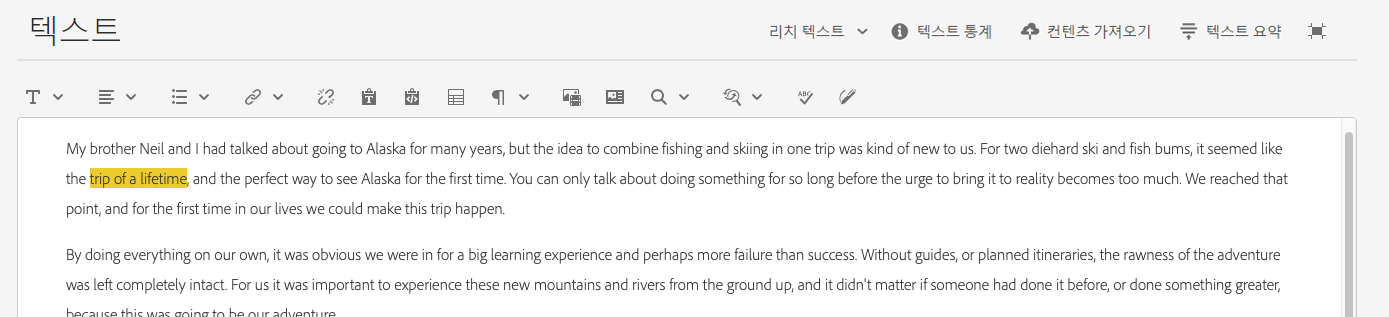 텍스트
리치 텍스트
텍스트 통계
컨텐츠 가져오기
텍스트 요약
My brother Neil and I had talked about going to Alaska for many years, but the idea to combine fishing and skiing in one trip was kind of new to us. For two diehard ski and fish bums, it seemed like
the trip of a lifetime, and the perfect way to see Alaska for the first time. You can only talk about doing something for so long before the urge to bring it to reality becomes too much. We reached that
point, and for the first time in our lives we could make this trip happen.
By doing everything on our own, it was obvious we were in for a big learning experience and perhaps more failure than success. Without guides, or planned itineraries, the rawness of the adventure
was left completely intact. For us it was important to experience these new mountains and rivers from the ground up, and it didn't matter if someone had done it before, or done something greater,
because this was going to be our adventure.